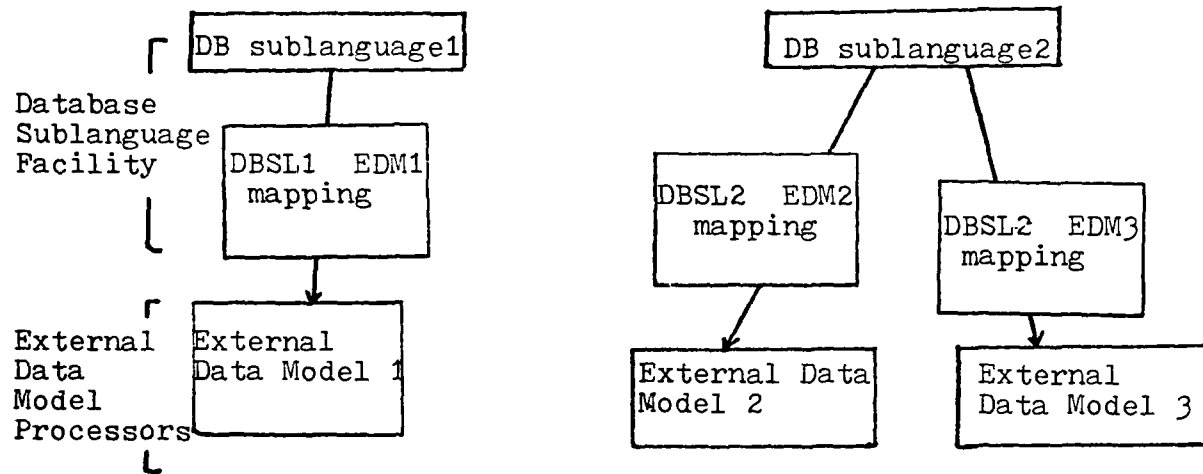 DB sublanguage1
DB sublanguage2
Database
Sublanguage
Facility
DBSL1 EDM1
mapping
DBSL2 EDM2
mapping
DBSL2 EDM3
mapping
External
Data
Model
Processors
External
Data Model 1
External Data
Model 2
External
Data Model 3